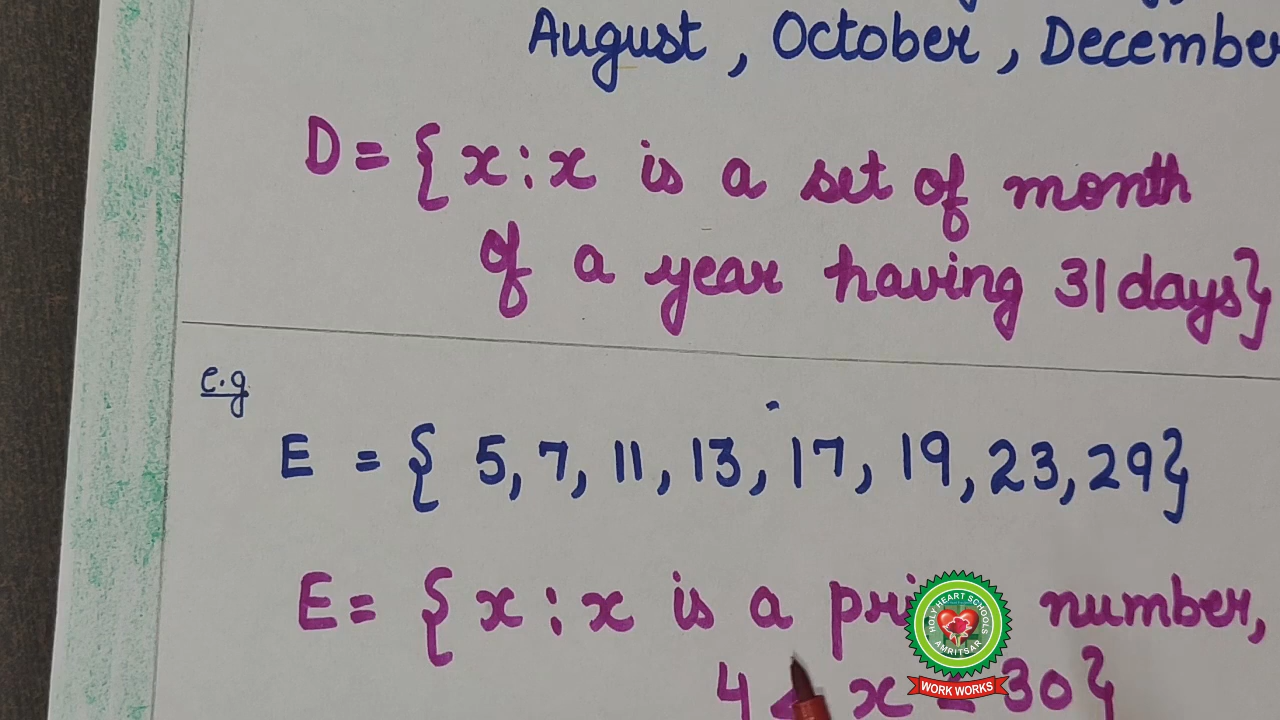 August, October, December
D = { x : x is a set of month
of a year having 31 days}
e.g
E = { 5, 7, 11, 13, 17, 19, 23, 29}
E = { x : x is a number,
4 < x 30}
HOLY HEART SCHOOLS
AMRITSAR
WORK WORKS